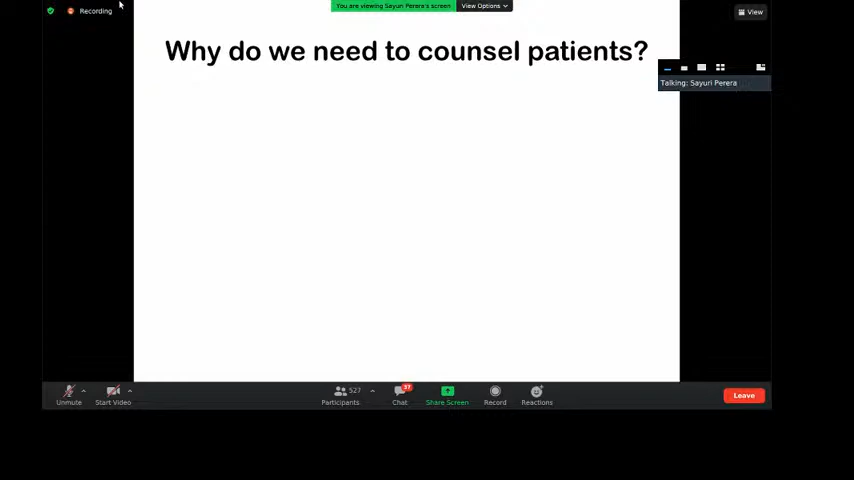 Recording
You are viewing Sayuri Perera's screen
View Options
View
Why do we need to counsel patients?
Talking: Sayuri Perera
Unmute
Start Video
527
Participants
37
Chat
Share Screen
Record
Reactions
Leave